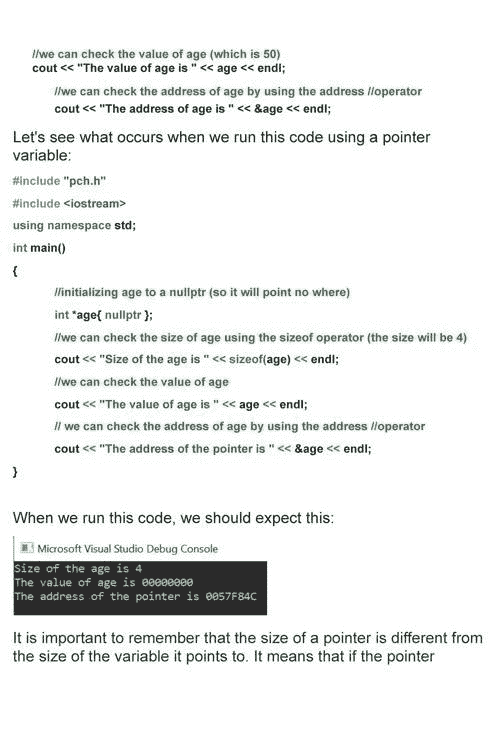 //we can check the value of age (which is 50)
cout << "The value of age is " << age << endl;
//we can check the address of age by using the address //operator
cout << "The address of age is " << &age << endl;
Let's see what occurs when we run this code using a pointer
variable:
#include "pch.h"
#include <iostream>
using namespace std;
int main()
{
//initializing age to a nullptr (so it will point no where)
int *age{ nullptr };
//we can check the size of age using the sizeof operator (the size will be 4)
cout << "Size of the age is " << sizeof(age) << endl;
//we can check the value of age
cout << "The value of age is " << age << endl;
// we can check the address of age by using the address //operator
cout << "The address of the pointer is " << &age << endl;
}
When we run this code, we should expect this:
Microsoft Visual Studio Debug Console
Size of the age is 4
The value of age is 00000000
The address of the pointer is 0057F84C
It is important to remember that the size of a pointer is different from
the size of the variable it points to. It means that if the pointer